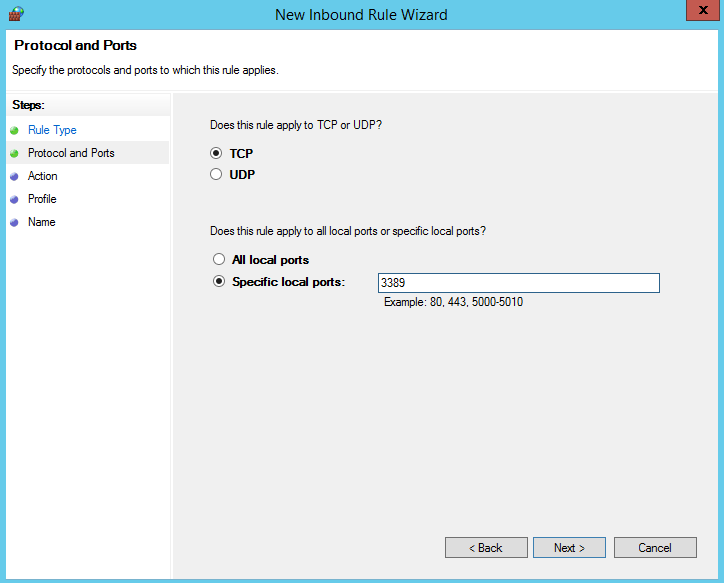 New Inbound Rule Wizard
x
Protocol and Ports
Specify the protocols and ports to which this rule applies.
Steps:
Rule Type
Protocol and Ports
Action
Profile
Name
Does this rule apply to TCP or UDP?
TCP
UDP
Does this rule apply to all local ports or specific local ports?
All local ports
Specific local ports: 3389
Example: 80, 443, 5000-5010
< Back Next > Cancel